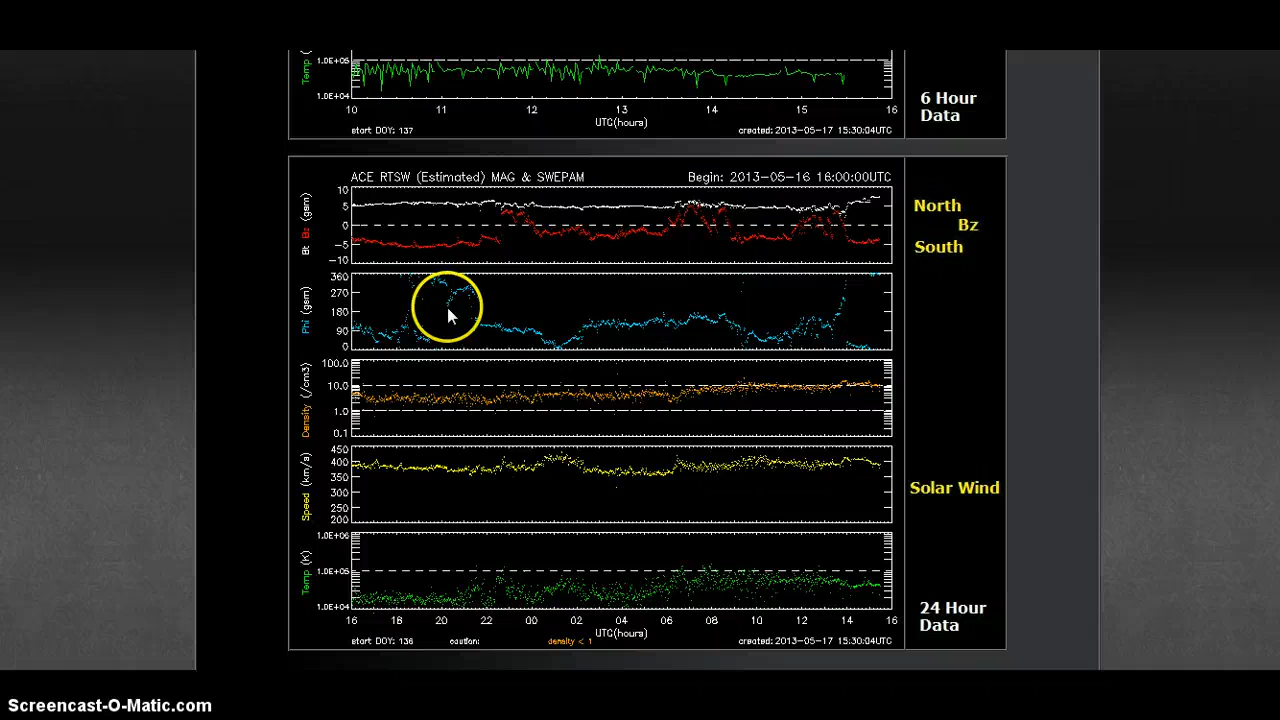 Temp (
1.0E+05
1.0E+04
10 11 12 13 14 15 16
UTC(hours)
start DOY: 137
created: 2013-05-17 15:30:04UTC
6 Hour
Data
ACE RTSW (Estimated) MAG & SWEPAM
Begin: 2013-05-16 16:00:00UTC
Bt Bz (gsm)
10
5
0
-5
-10
North
Bz
South
Phi (gsm)
360
270
180
90
0
Density (/cm3)
100.0
10.0
1.0
0.1
Speed (km/s)
450
400
350
300
250
200
Solar Wind
Temp (K)
1.0E+06
1.0E+05
1.0E+04
16 18 20 22 00 02 04 06 08 10 12 14 16
UTC(hours)
start DOY: 136
caution:
density < 1
created: 2013-05-17 15:30:04UTC
24 Hour
Data
Screencast-O-Matic.com